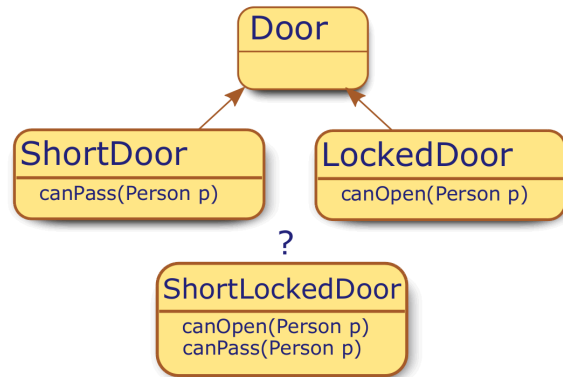 Door
ShortDoor
canPass(Person p)
LockedDoor
canOpen(Person p)
?
ShortLockedDoor
canOpen(Person p)
canPass(Person p)